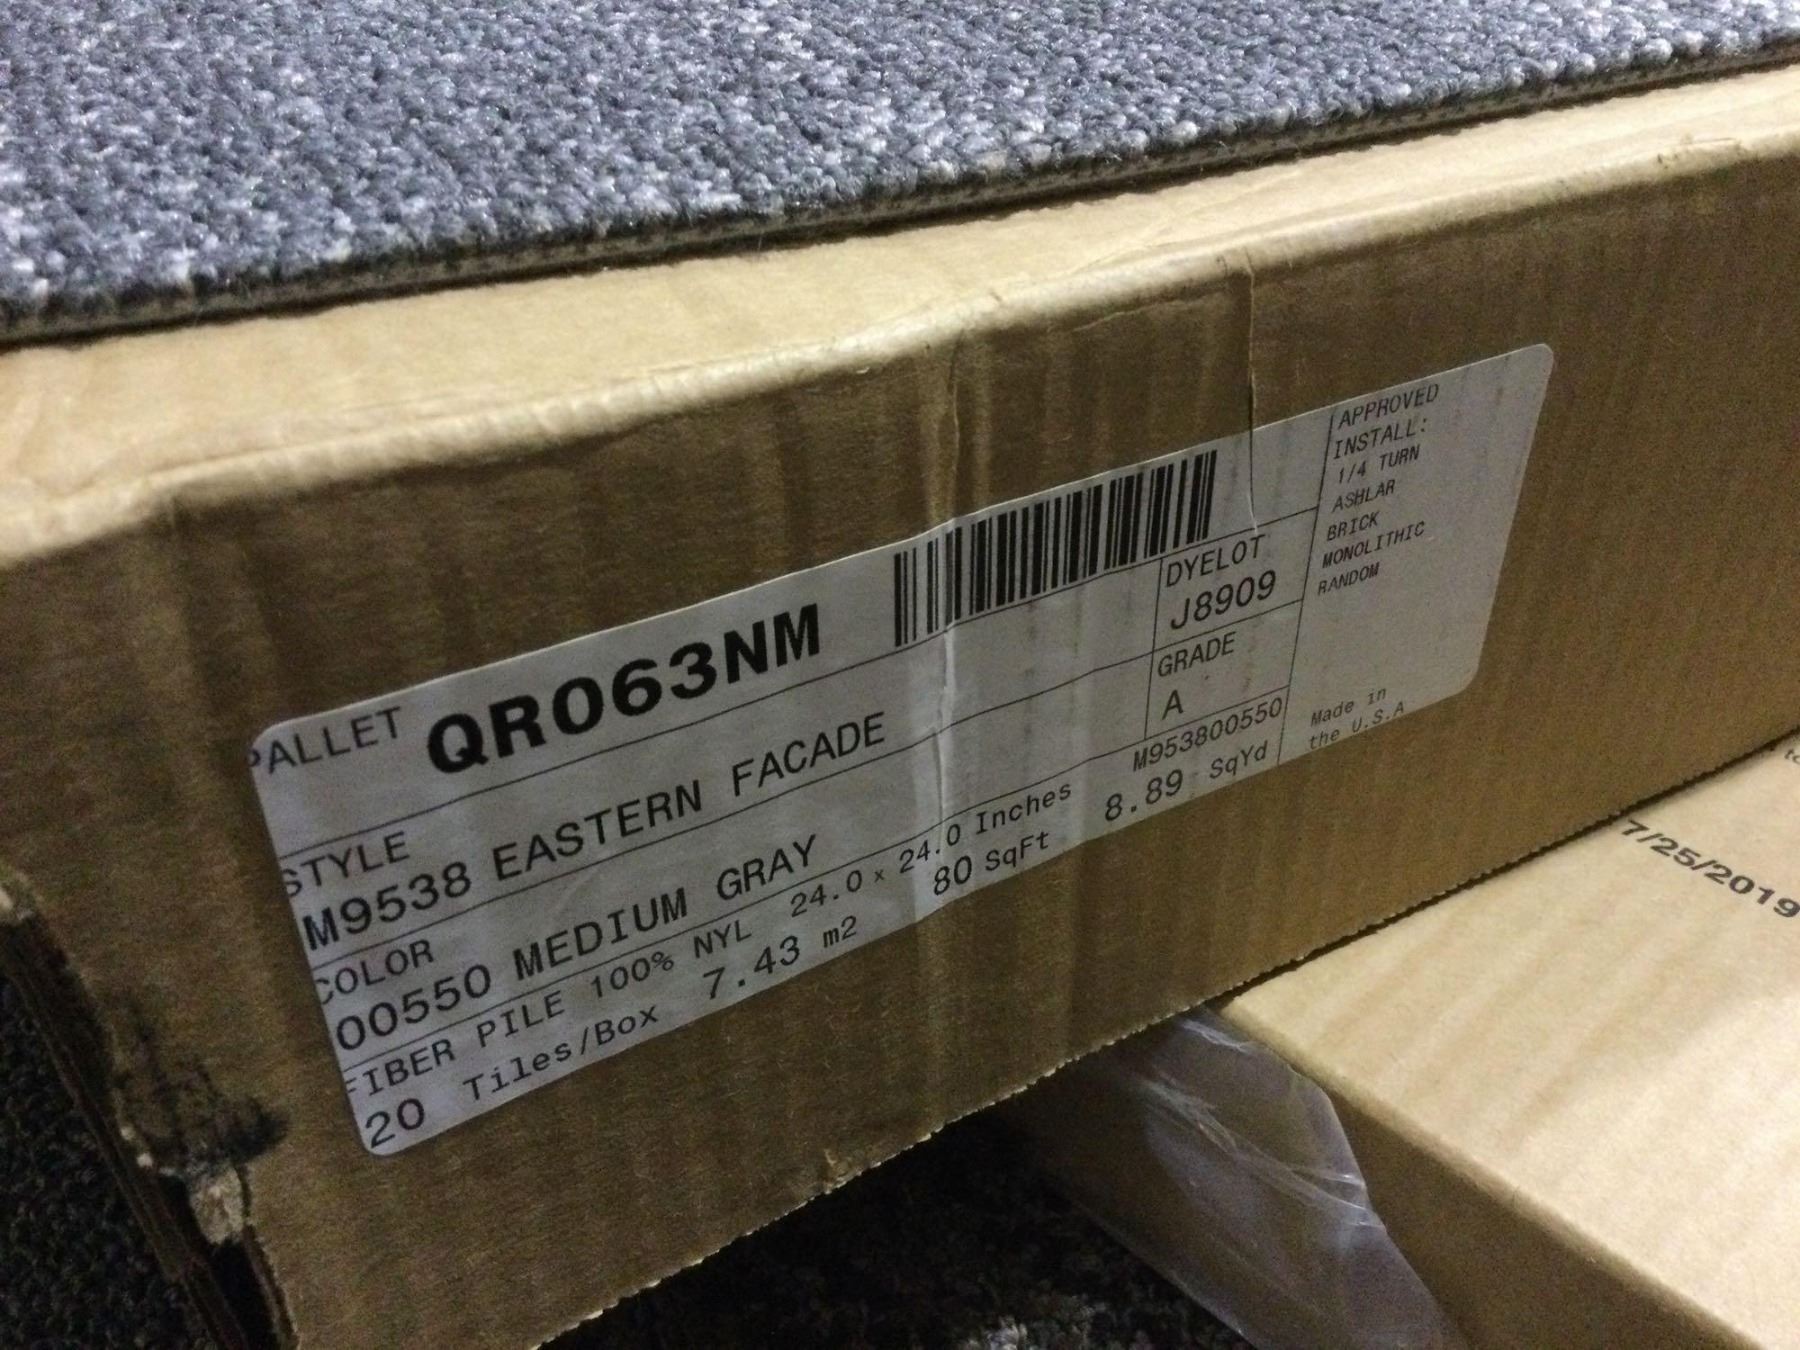 PALLET QR063NM
STYLE
M9538 EASTERN FACADE
COLOR
00550 MEDIUM GRAY
FIBER PILE 100% NYL 24.0 x 24.0 Inches
20 Tiles/Box 7.43 m2 80 SqFt 8.89 SqYd
DYELOT
J8909
GRADE
A
M953800550
APPROVED
INSTALL:
1/4 TURN
ASHLAR
BRICK
MONOLITHIC
RANDOM
Made in
the U.S.A
7/25/2019